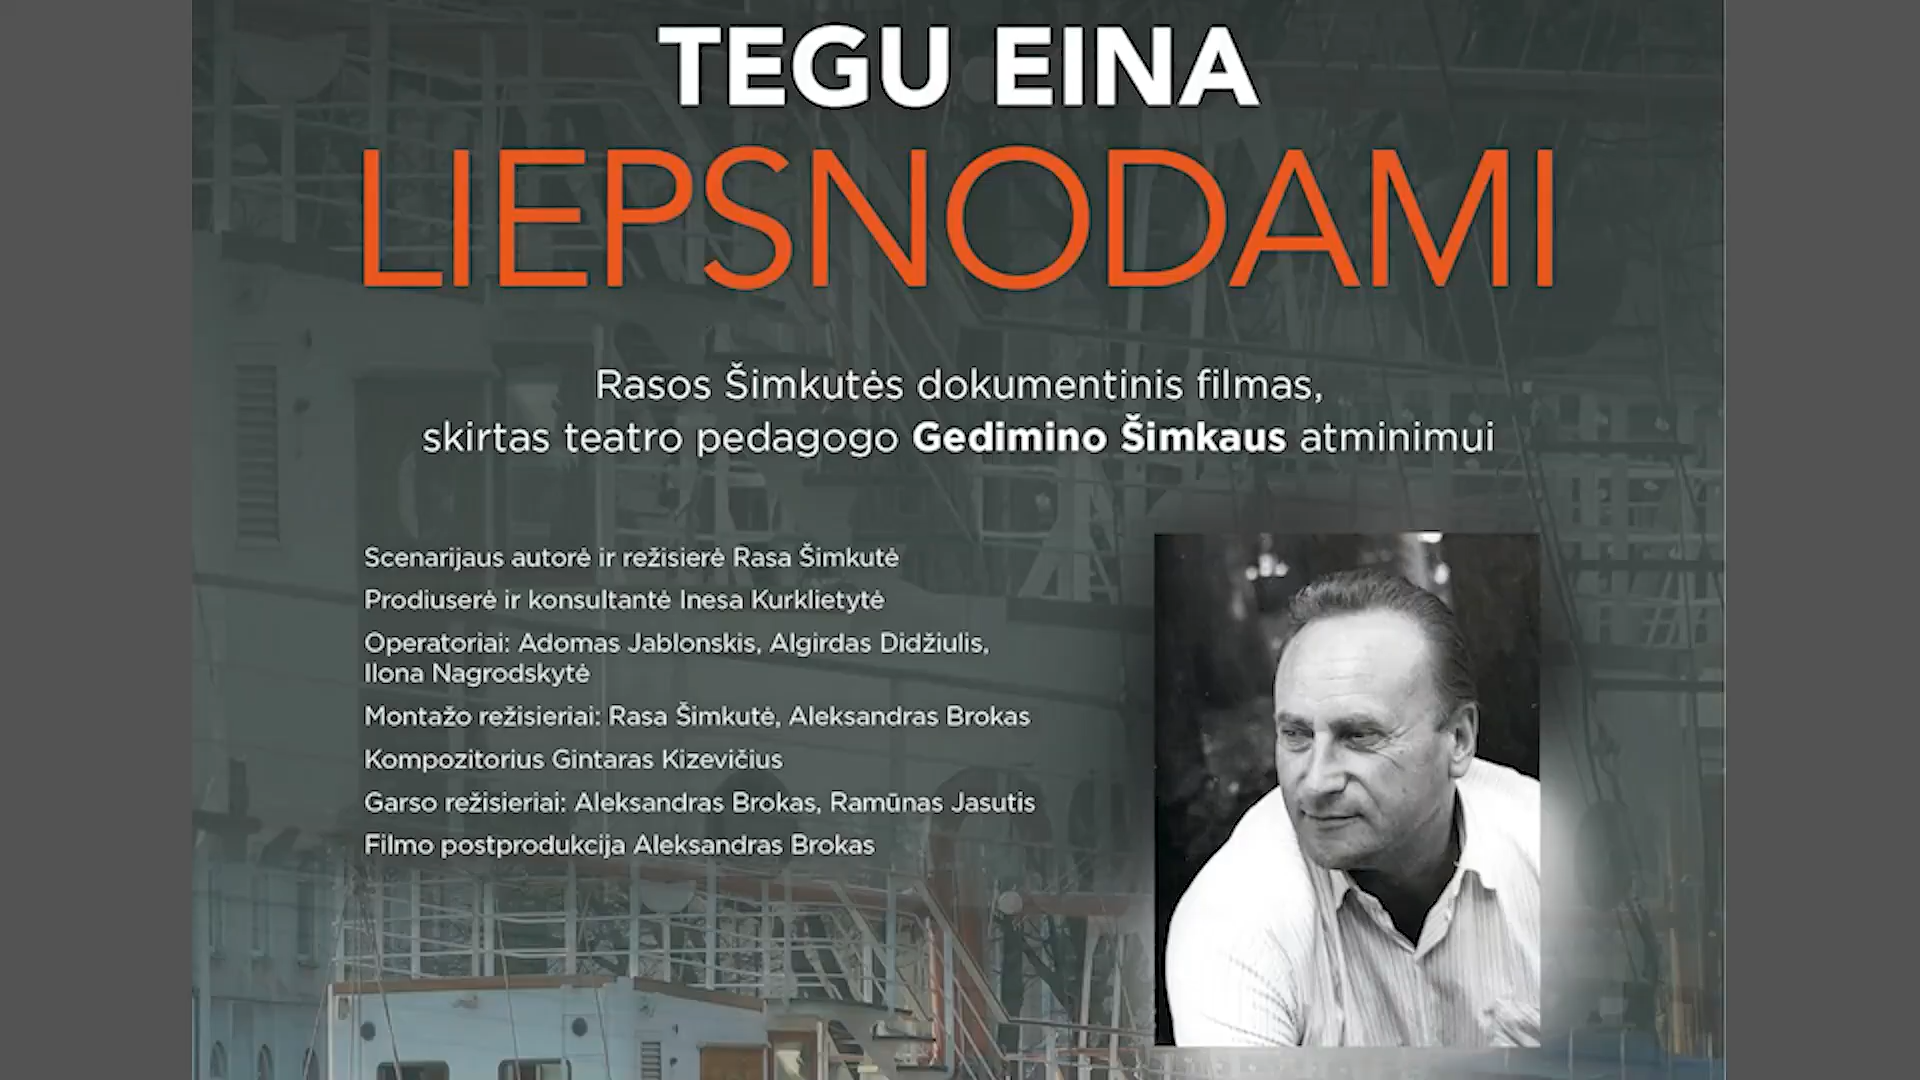 TEGU EINA
LIEPSNODAMI
Rasos Šimkutės dokumentinis filmas,
skirtas teatro pedagogo Gedimino Šimkaus atminimui
Scenarijaus autorė ir režisierė Rasa Šimkutė
Prodiuserė ir konsultantė Inesa Kurklietytė
Operatoriai: Adomas Jablonskis, Algirdas Didžiulis,
Ilona Nagrodskytė
Montažo režisieriai: Rasa Šimkutė, Aleksandras Brokas
Kompozitorius Gintaras Kizevičius
Garso režisieriai: Aleksandras Brokas, Ramūnas Jasutis
Filmo postprodukcija Aleksandras Brokas